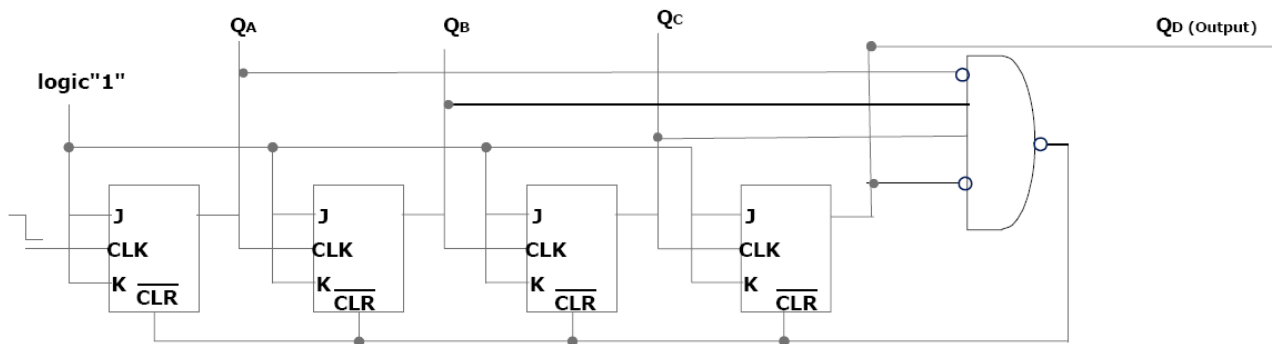 QA
QB
QC
QD (Output)
logic"1"
J
J
J
J
CLK
CLK
CLK
CLK
K
K
K
K
CLR
CLR
CLR
CLR